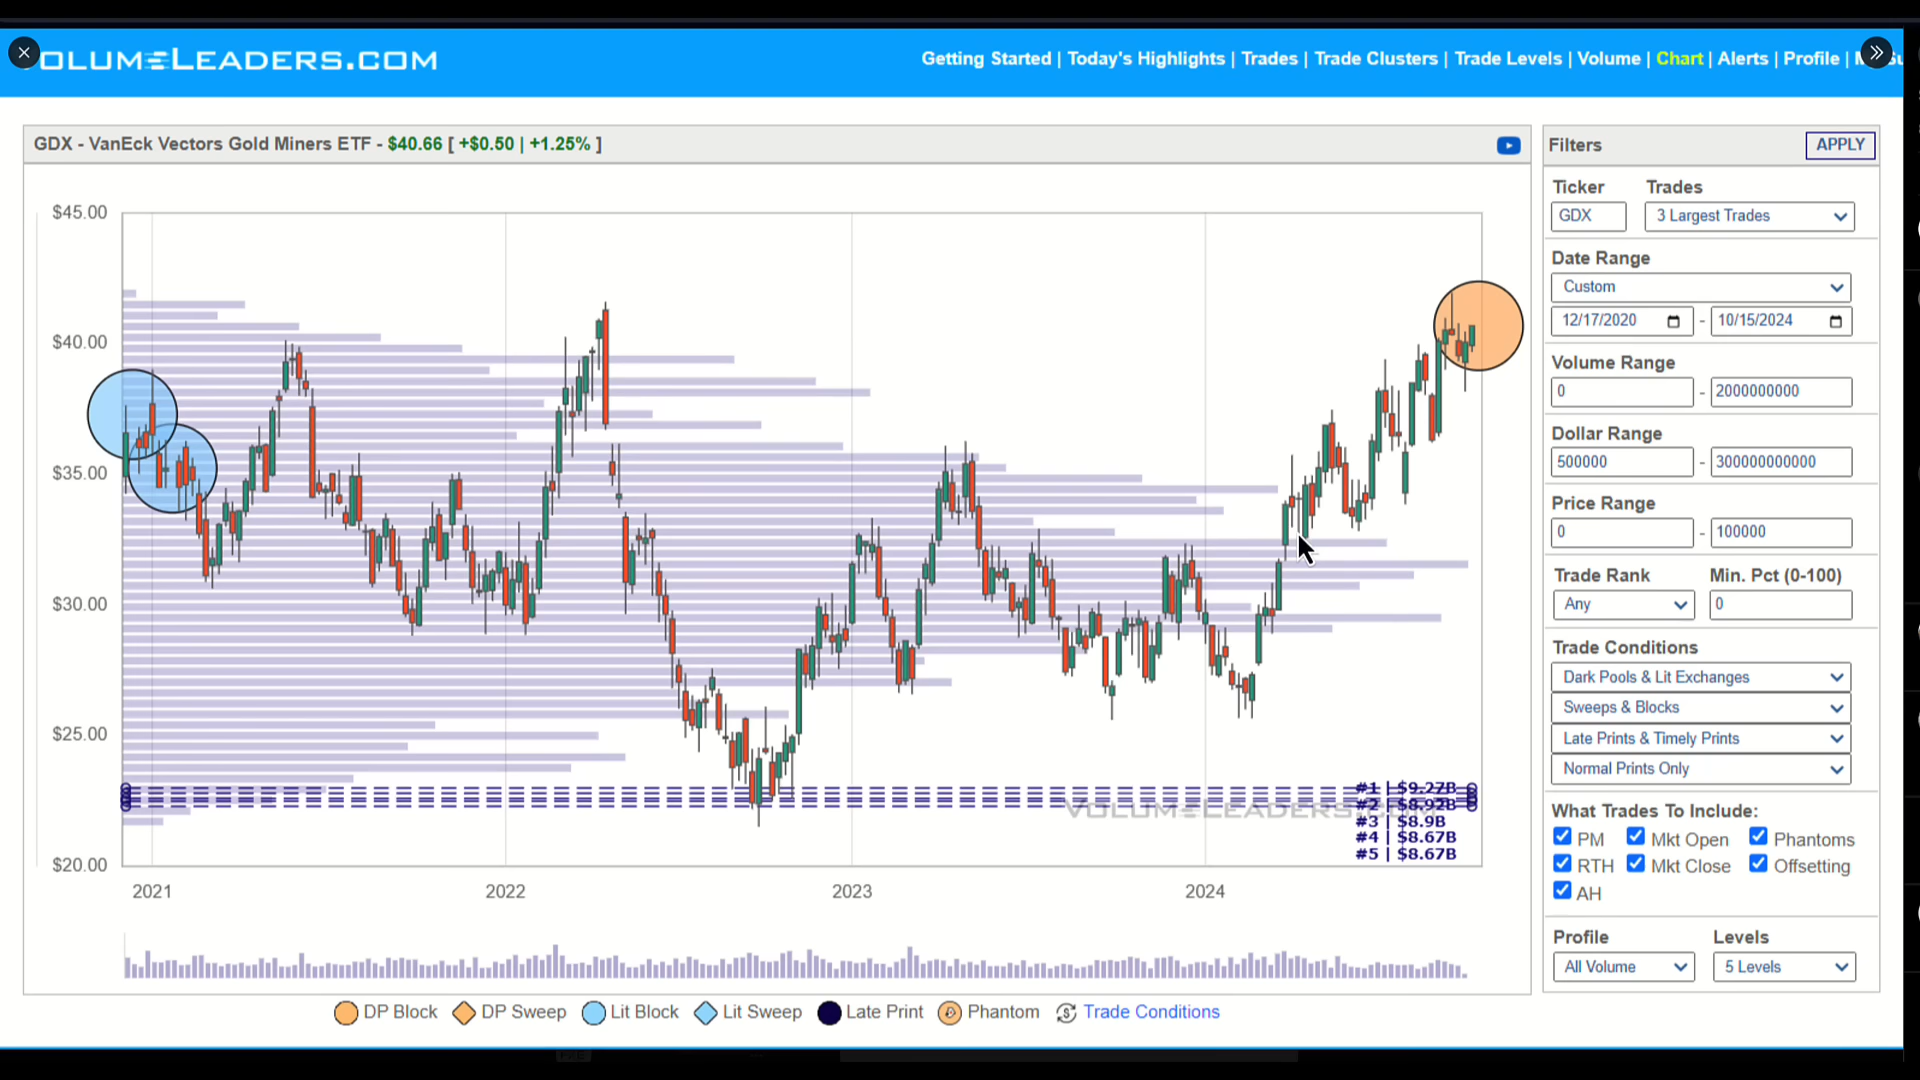 VOLUMELEADERS.COM
Getting Started | Today's Highlights | Trades | Trade Clusters | Trade Levels | Volume | Chart | Alerts | Profile |
GDX - VanEck Vectors Gold Miners ETF - $40.66 [ +$0.50 | +1.25% ]
$45.00
$40.00
$35.00
$30.00
$25.00
$20.00
#1 | $9.27B
#2 | $8.92B
#3 | $8.9B
#4 | $8.67B
#5 | $8.67B
VOLUMELEADERS.COM
2021 2022 2023 2024
DP Block DP Sweep Lit Block Lit Sweep Late Print Phantom Trade Conditions
Filters APPLY
Ticker Trades
GDX 3 Largest Trades
Date Range
Custom
12/17/2020 - 10/15/2024
Volume Range
0 - 2000000000
Dollar Range
500000 - 300000000000
Price Range
0 - 100000
Trade Rank Min. Pct (0-100)
Any 0
Trade Conditions
Dark Pools & Lit Exchanges
Sweeps & Blocks
Late Prints & Timely Prints
Normal Prints Only
What Trades To Include:
PM Mkt Open Phantoms
RTH Mkt Close Offsetting
AH
Profile Levels
All Volume 5 Levels